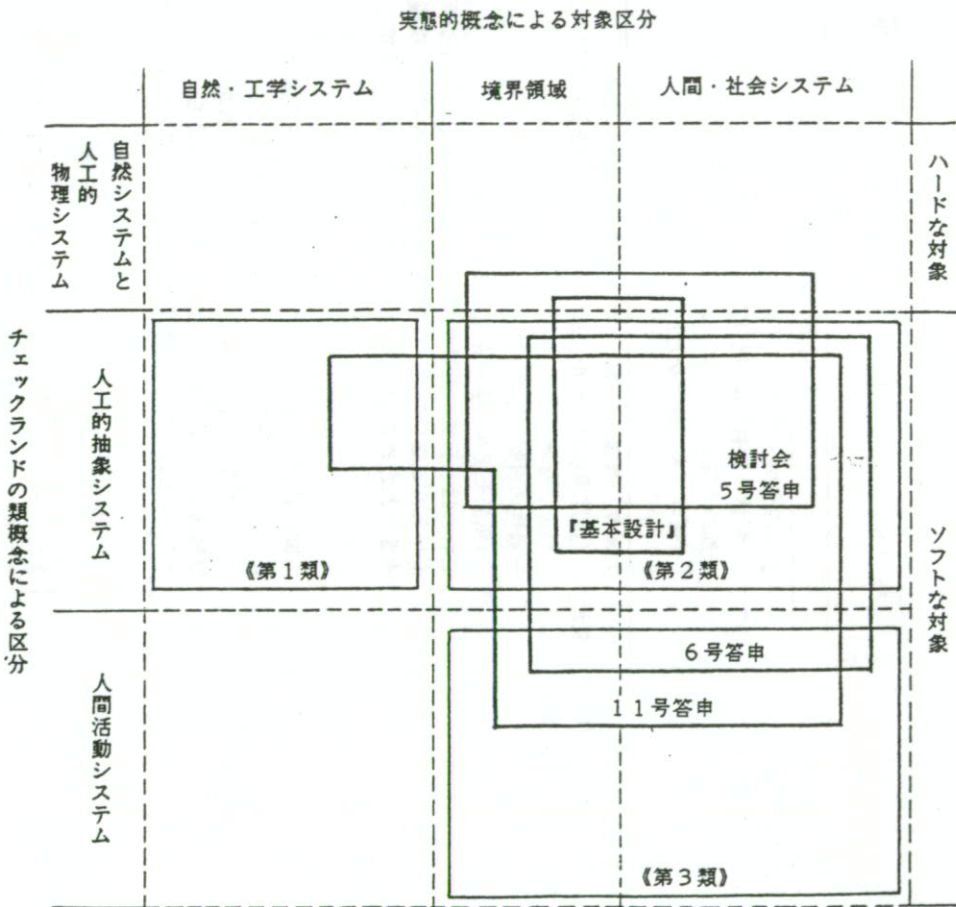 実態的概念による対象区分
自然・工学システム
境界領域
人間・社会システム
チェックランドの類概念による区分
自然システムと
人工的
物理システム
ハードな対象
人工的抽象システム
検討会
5号答申
『基本設計』
《第1類》
《第2類》
ソフトな対象
人間活動システム
6号答申
11号答申
《第3類》